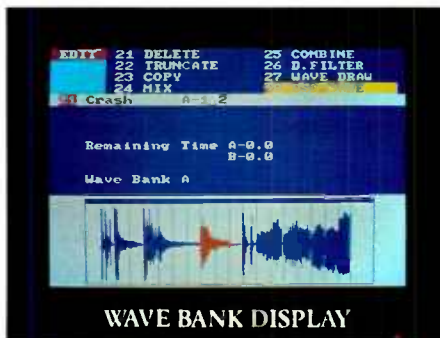 EDIT 21 DELETE 25 COMBINE
22 TRUNCATE 26 D.FILTER
23 COPY 27 WAVE DRAW
24 MIX
Crash A-1,2
Remaining Time A-0.0
B-0.0
Wave Bank A
WAVE BANK DISPLAY